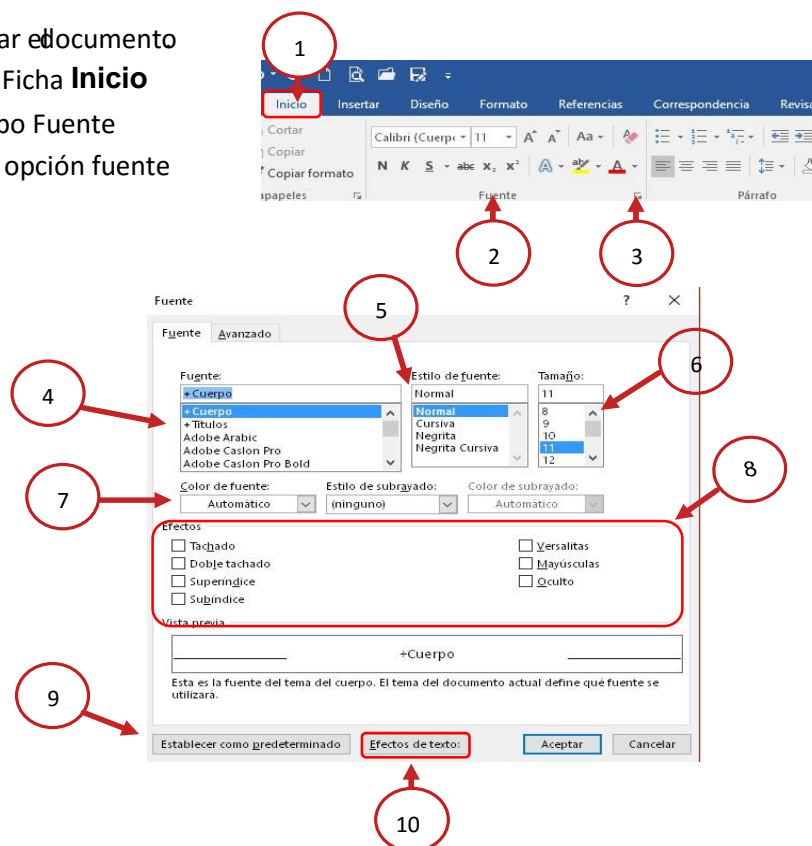 ar el documento
Ficha Inicio
po Fuente
opción fuente
1
Inicio Insertar Diseño Formato Referencias Correspondencia Revisa
Cortar
Copiar
Copiar formato
Calibri (Cuerpo 11 A A Aa
N K S abc x₂ x² A aby A
apapeles Fuente Párrafo
2 3
Fuente ? ×
5
Fuente Avanzado
6
Fuente: Estilo de fuente: Tamaño:
+Cuerpo Normal 11
4
+Cuerpo Normal 8
+Títulos Cursiva 9
Adobe Arabic Negrita 10
Adobe Caslon Pro Negrita Cursiva 11
Adobe Caslon Pro Bold 12
8
Color de fuente: Estilo de subrayado: Color de subrayado:
7
Automático (ninguno) Automático
Efectos
Tachado Versalitas
Doble tachado Mayúsculas
Superíndice Oculto
Subíndice
Vista previa
+Cuerpo
Esta es la fuente del tema del cuerpo. El tema del documento actual define qué fuente se
utilizará.
9
Establecer como predeterminado Efectos de texto: Aceptar Cancelar
10